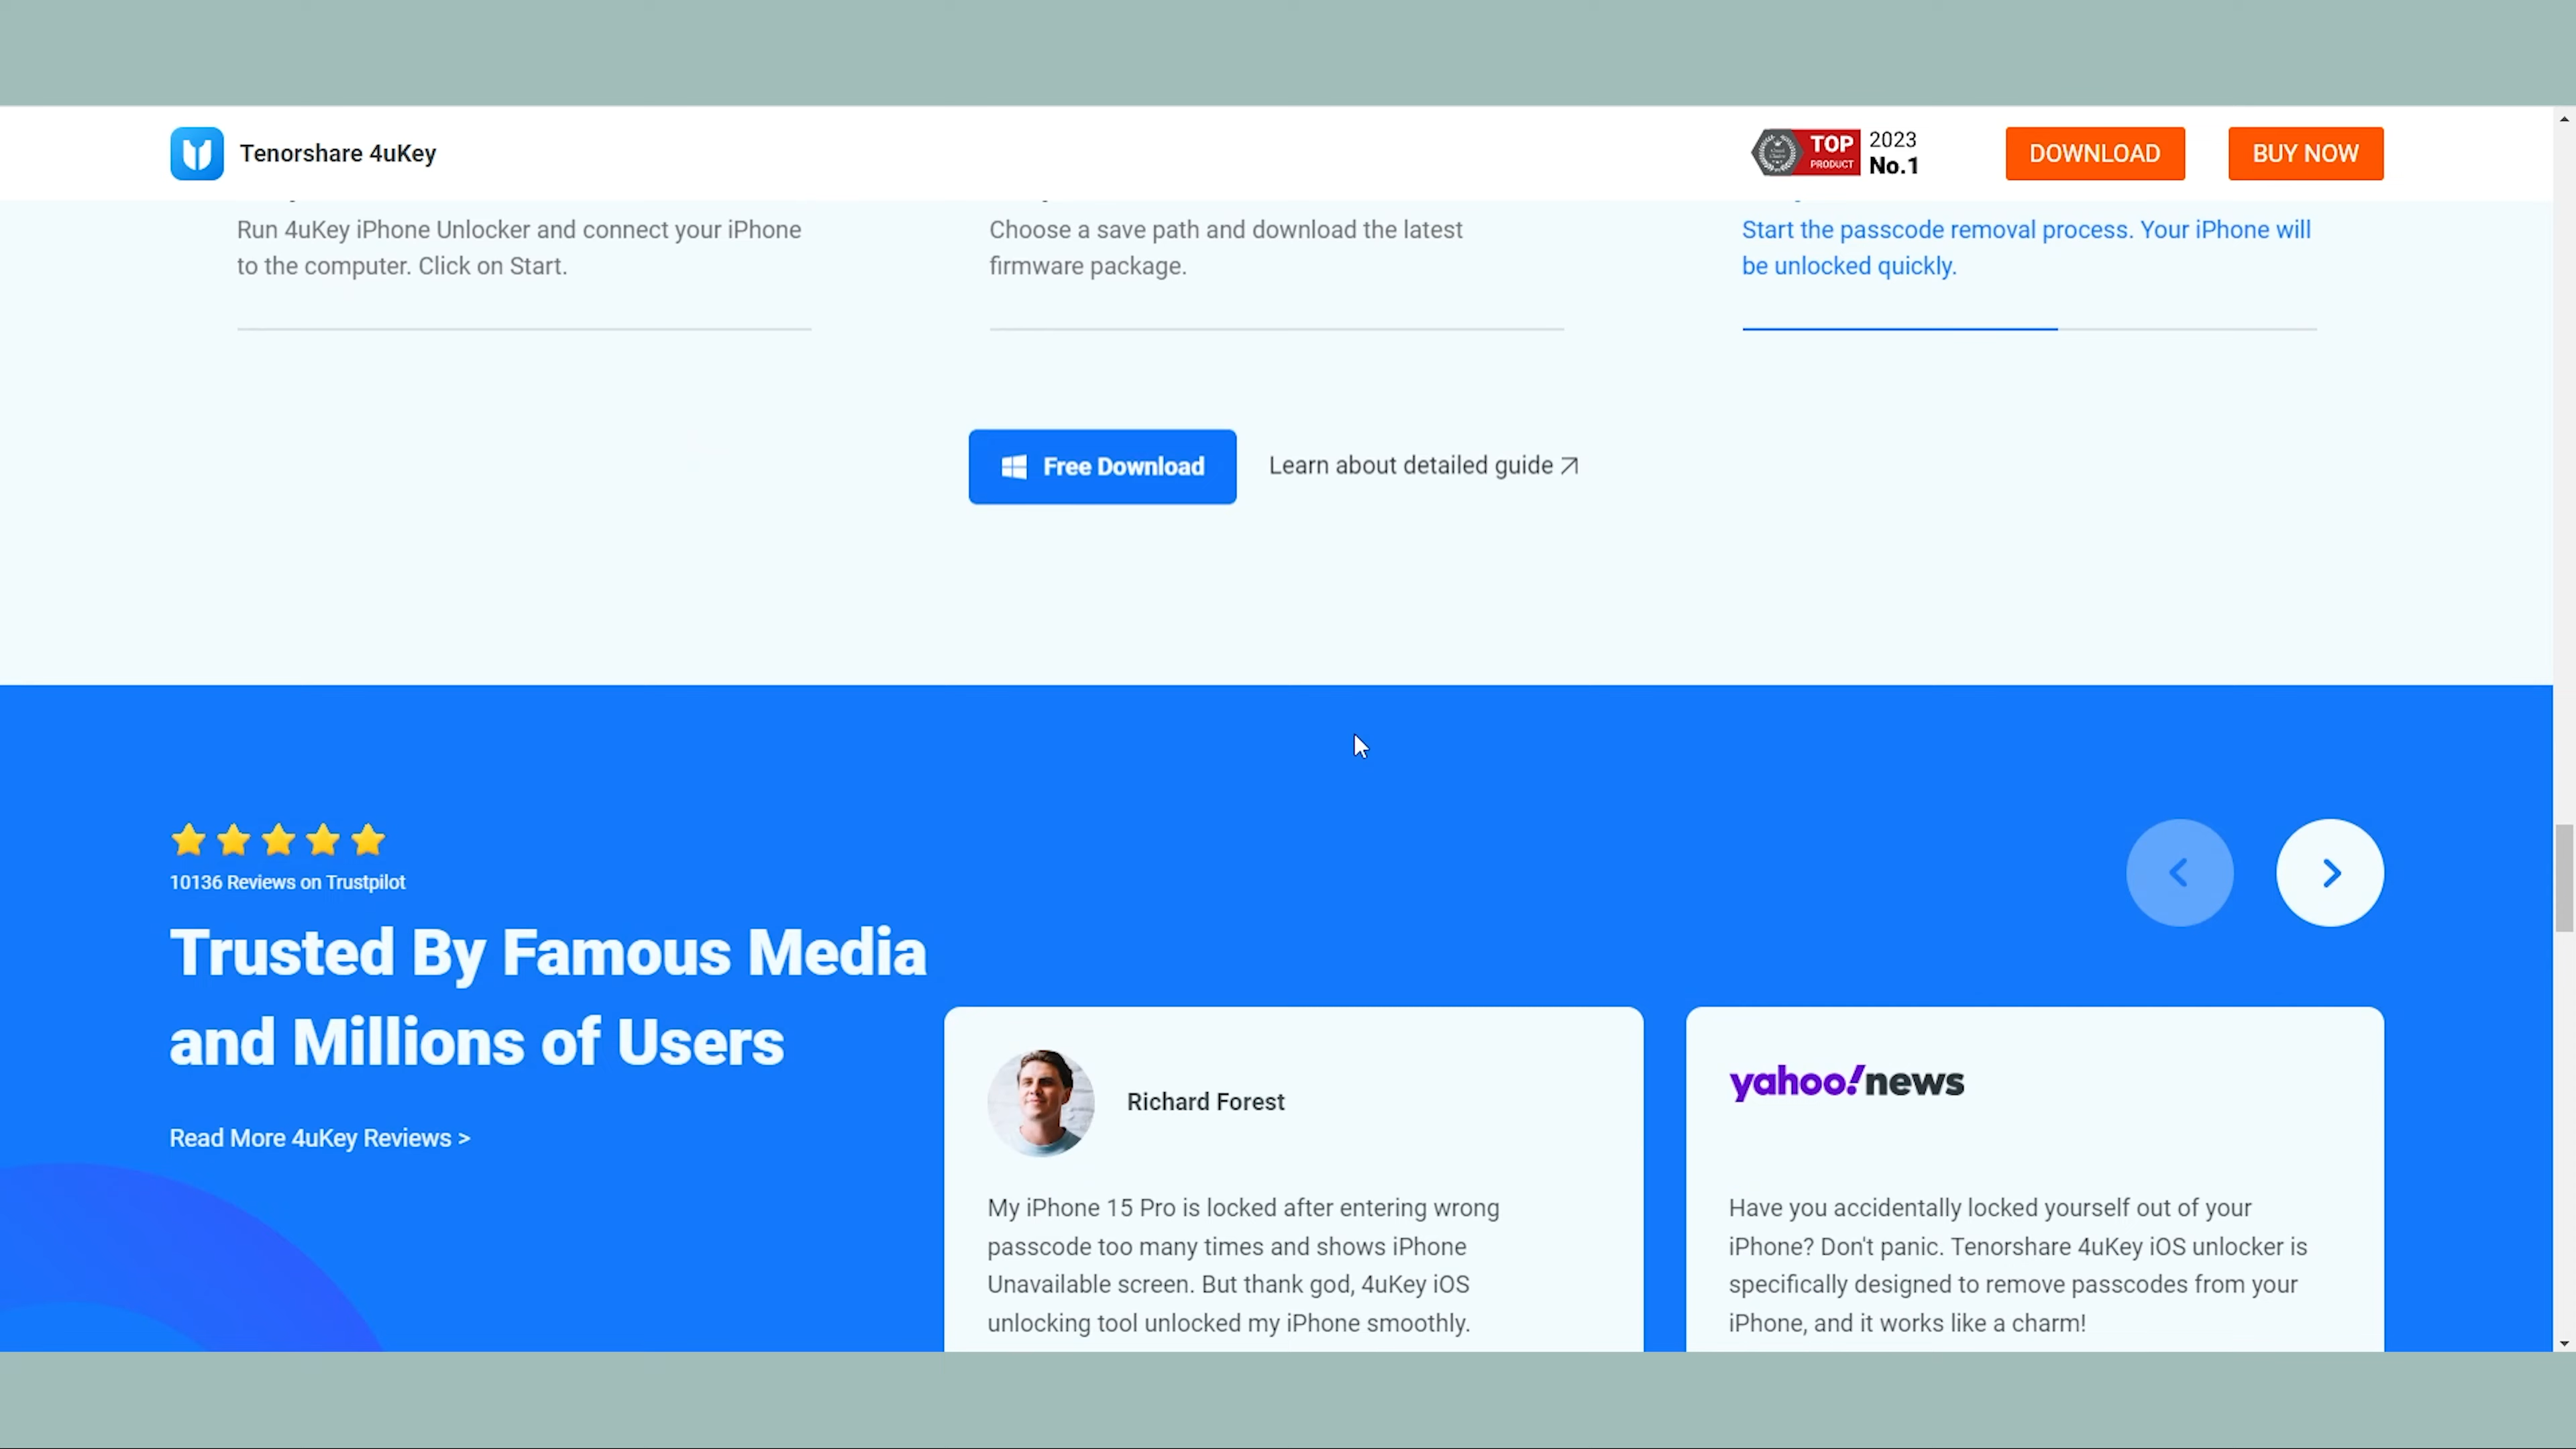 Tenorshare 4uKey
TOP
PRODUCT
2023
No.1
DOWNLOAD
BUY NOW
Run 4uKey iPhone Unlocker and connect your iPhone
to the computer. Click on Start.
Choose a save path and download the latest
firmware package.
Start the passcode removal process. Your iPhone will
be unlocked quickly.
Free Download
Learn about detailed guide
10136 Reviews on Trustpilot
Trusted By Famous Media
and Millions of Users
Read More 4uKey Reviews >
Richard Forest
My iPhone 15 Pro is locked after entering wrong
passcode too many times and shows iPhone
Unavailable screen. But thank god, 4uKey iOS
unlocking tool unlocked my iPhone smoothly.
yahoo!news
Have you accidentally locked yourself out of your
iPhone? Don't panic. Tenorshare 4uKey iOS unlocker is
specifically designed to remove passcodes from your
iPhone, and it works like a charm!